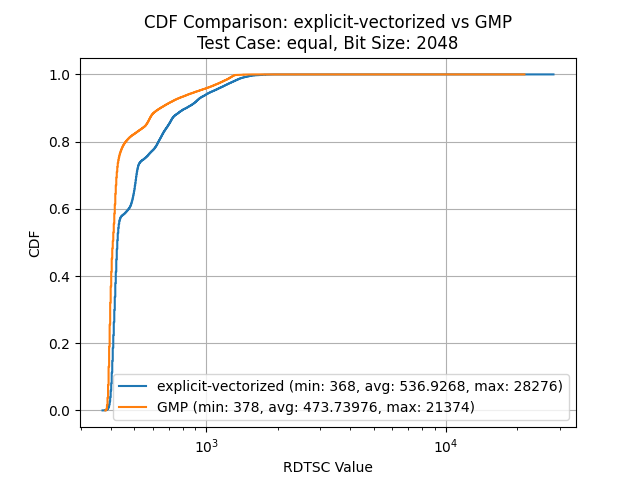 CDF Comparison: explicit-vectorized vs GMP
Test Case: equal, Bit Size: 2048
CDF
1.0
0.8
0.6
0.4
0.2
0.0
explicit-vectorized (min: 368, avg: 536.9268, max: 28276)
GMP (min: 378, avg: 473.73976, max: 21374)
10³ 10⁴
RDTSC Value